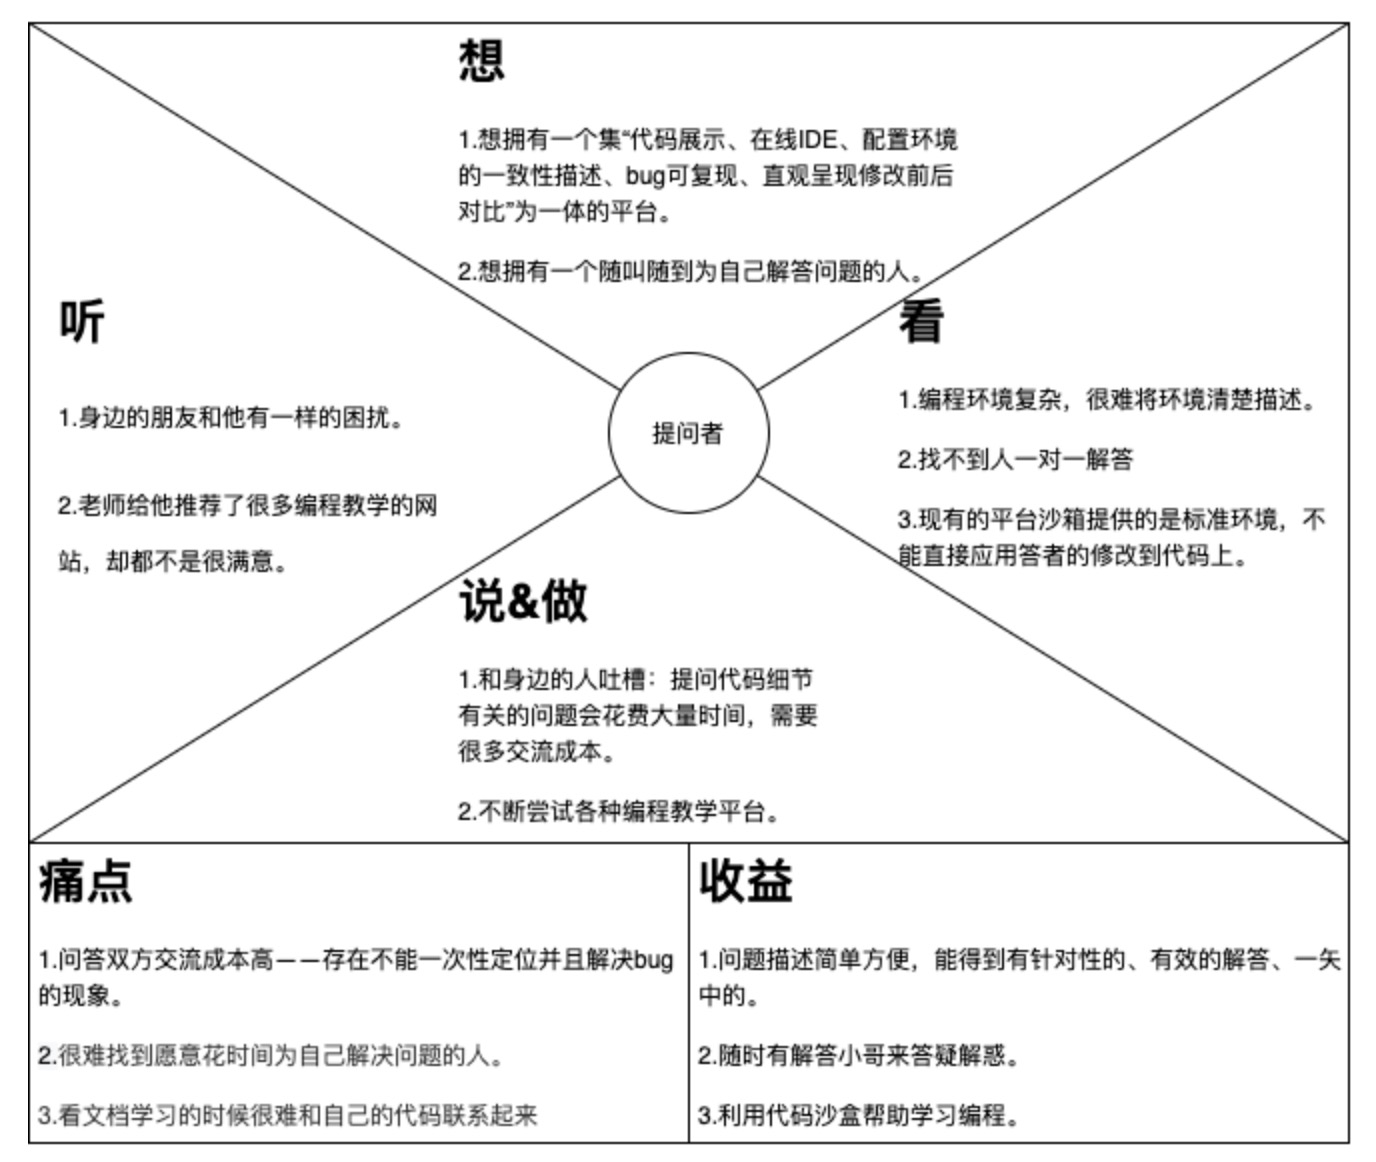 想
1.想拥有一个集“代码展示、在线IDE、配置环境
的一致性描述、bug可复现、直观呈现修改前后
对比”为一体的平台。
2.想拥有一个随叫随到为自己解答问题的人。
听
1.身边的朋友和他有一样的困扰。
2.老师给他推荐了很多编程教学的网
站，却都不是很满意。
提问者
看
1.编程环境复杂，很难将环境清楚描述。
2.找不到人一对一解答
3.现有的平台沙箱提供的是标准环境，不
能直接应用答者的修改到代码上。
说&做
1.和身边的人吐槽：提问代码细节
有关的问题会花费大量时间，需要
很多交流成本。
2.不断尝试各种编程教学平台。
痛点
1.问答双方交流成本高——存在不能一次性定位并且解决bug
的现象。
2.很难找到愿意花时间为自己解决问题的人。
3.看文档学习的时候很难和自己的代码联系起来
收益
1.问题描述简单方便，能得到有针对性的、有效的解答、一矢
中的。
2.随时有解答小哥来答疑解惑。
3.利用代码沙盒帮助学习编程。